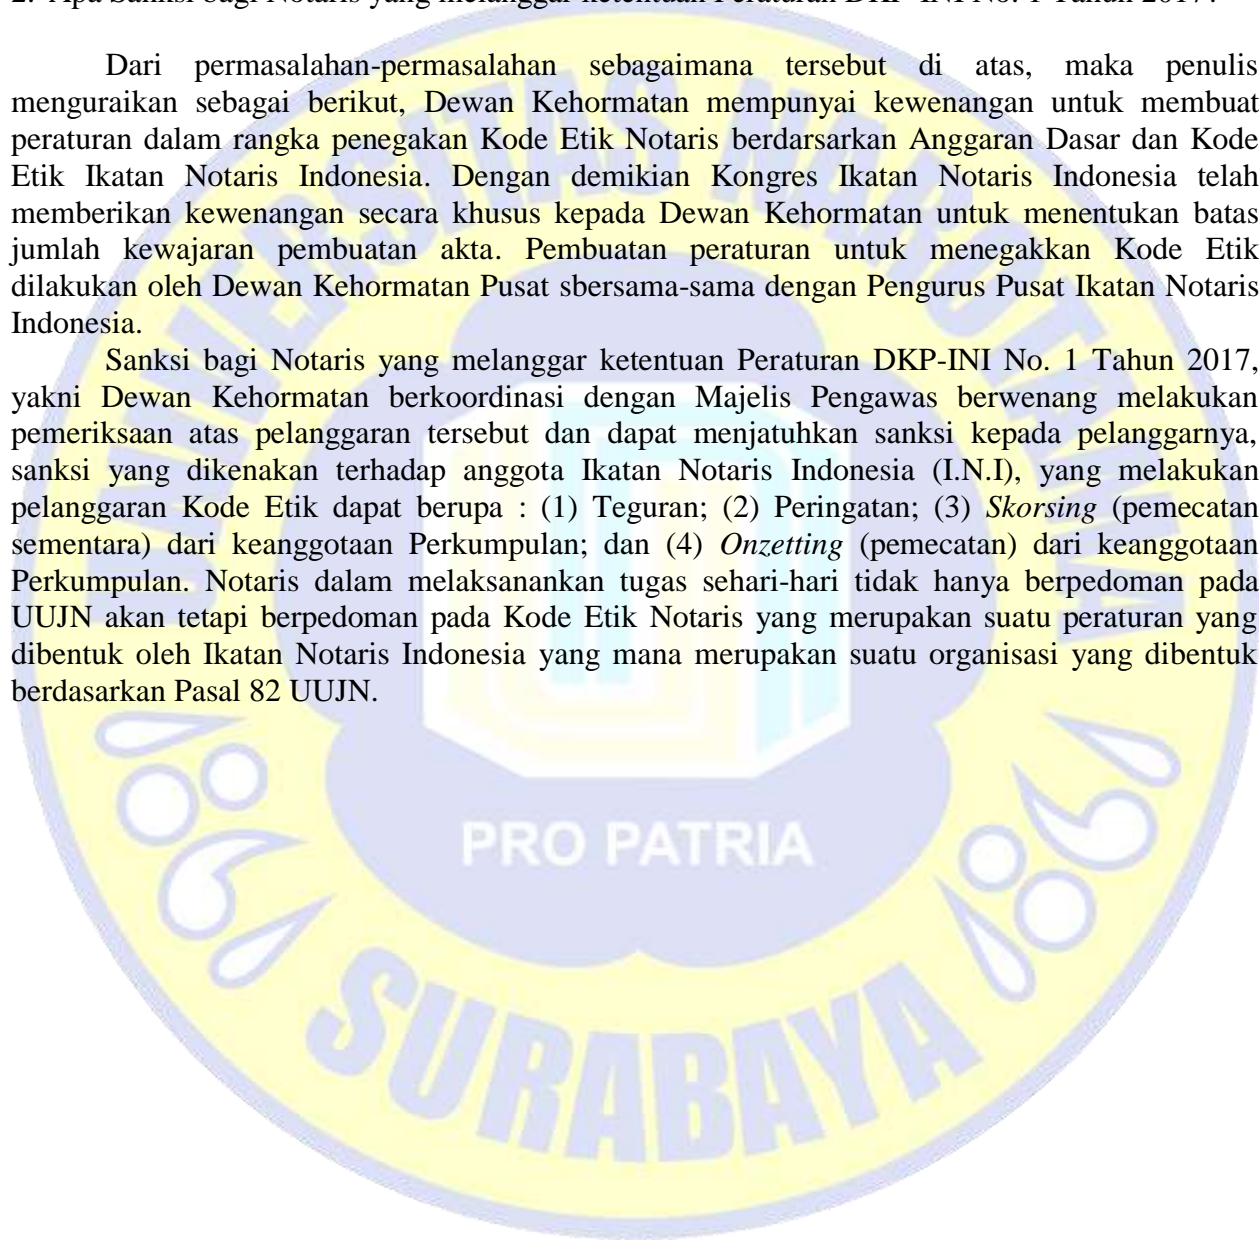 2. Apa Sanksi bagi Notaris yang melanggar ketentuan Peraturan DKP-INI No. 1 Tahun 2017?
Dari permasalahan-permasalahan sebagaimana tersebut di atas, maka penulis
menguraikan sebagai berikut, Dewan Kehormatan mempunyai kewenangan untuk membuat
peraturan dalam rangka penegakan Kode Etik Notaris berdarsarkan Anggaran Dasar dan Kode
Etik Ikatan Notaris Indonesia. Dengan demikian Kongres Ikatan Notaris Indonesia telah
memberikan kewenangan secara khusus kepada Dewan Kehormatan untuk menentukan batas
jumlah kewajaran pembuatan akta. Pembuatan peraturan untuk menegakkan Kode Etik
dilakukan oleh Dewan Kehormatan Pusat sbersama-sama dengan Pengurus Pusat Ikatan Notaris
Indonesia.
Sanksi bagi Notaris yang melanggar ketentuan Peraturan DKP-INI No. 1 Tahun 2017,
yakni Dewan Kehormatan berkoordinasi dengan Majelis Pengawas berwenang melakukan
pemeriksaan atas pelanggaran tersebut dan dapat menjatuhkan sanksi kepada pelanggarnya,
sanksi yang dikenakan terhadap anggota Ikatan Notaris Indonesia (I.N.I), yang melakukan
pelanggaran Kode Etik dapat berupa : (1) Teguran; (2) Peringatan; (3) Skorsing (pemecatan
sementara) dari keanggotaan Perkumpulan; dan (4) Onzetting (pemecatan) dari keanggotaan
Perkumpulan. Notaris dalam melaksanankan tugas sehari-hari tidak hanya berpedoman pada
UUJN akan tetapi berpedoman pada Kode Etik Notaris yang merupakan suatu peraturan yang
dibentuk oleh Ikatan Notaris Indonesia yang mana merupakan suatu organisasi yang dibentuk
berdasarkan Pasal 82 UUJN.
UNIVERSITAS NAROTAMA
PRO PATRIA
SURABAYA